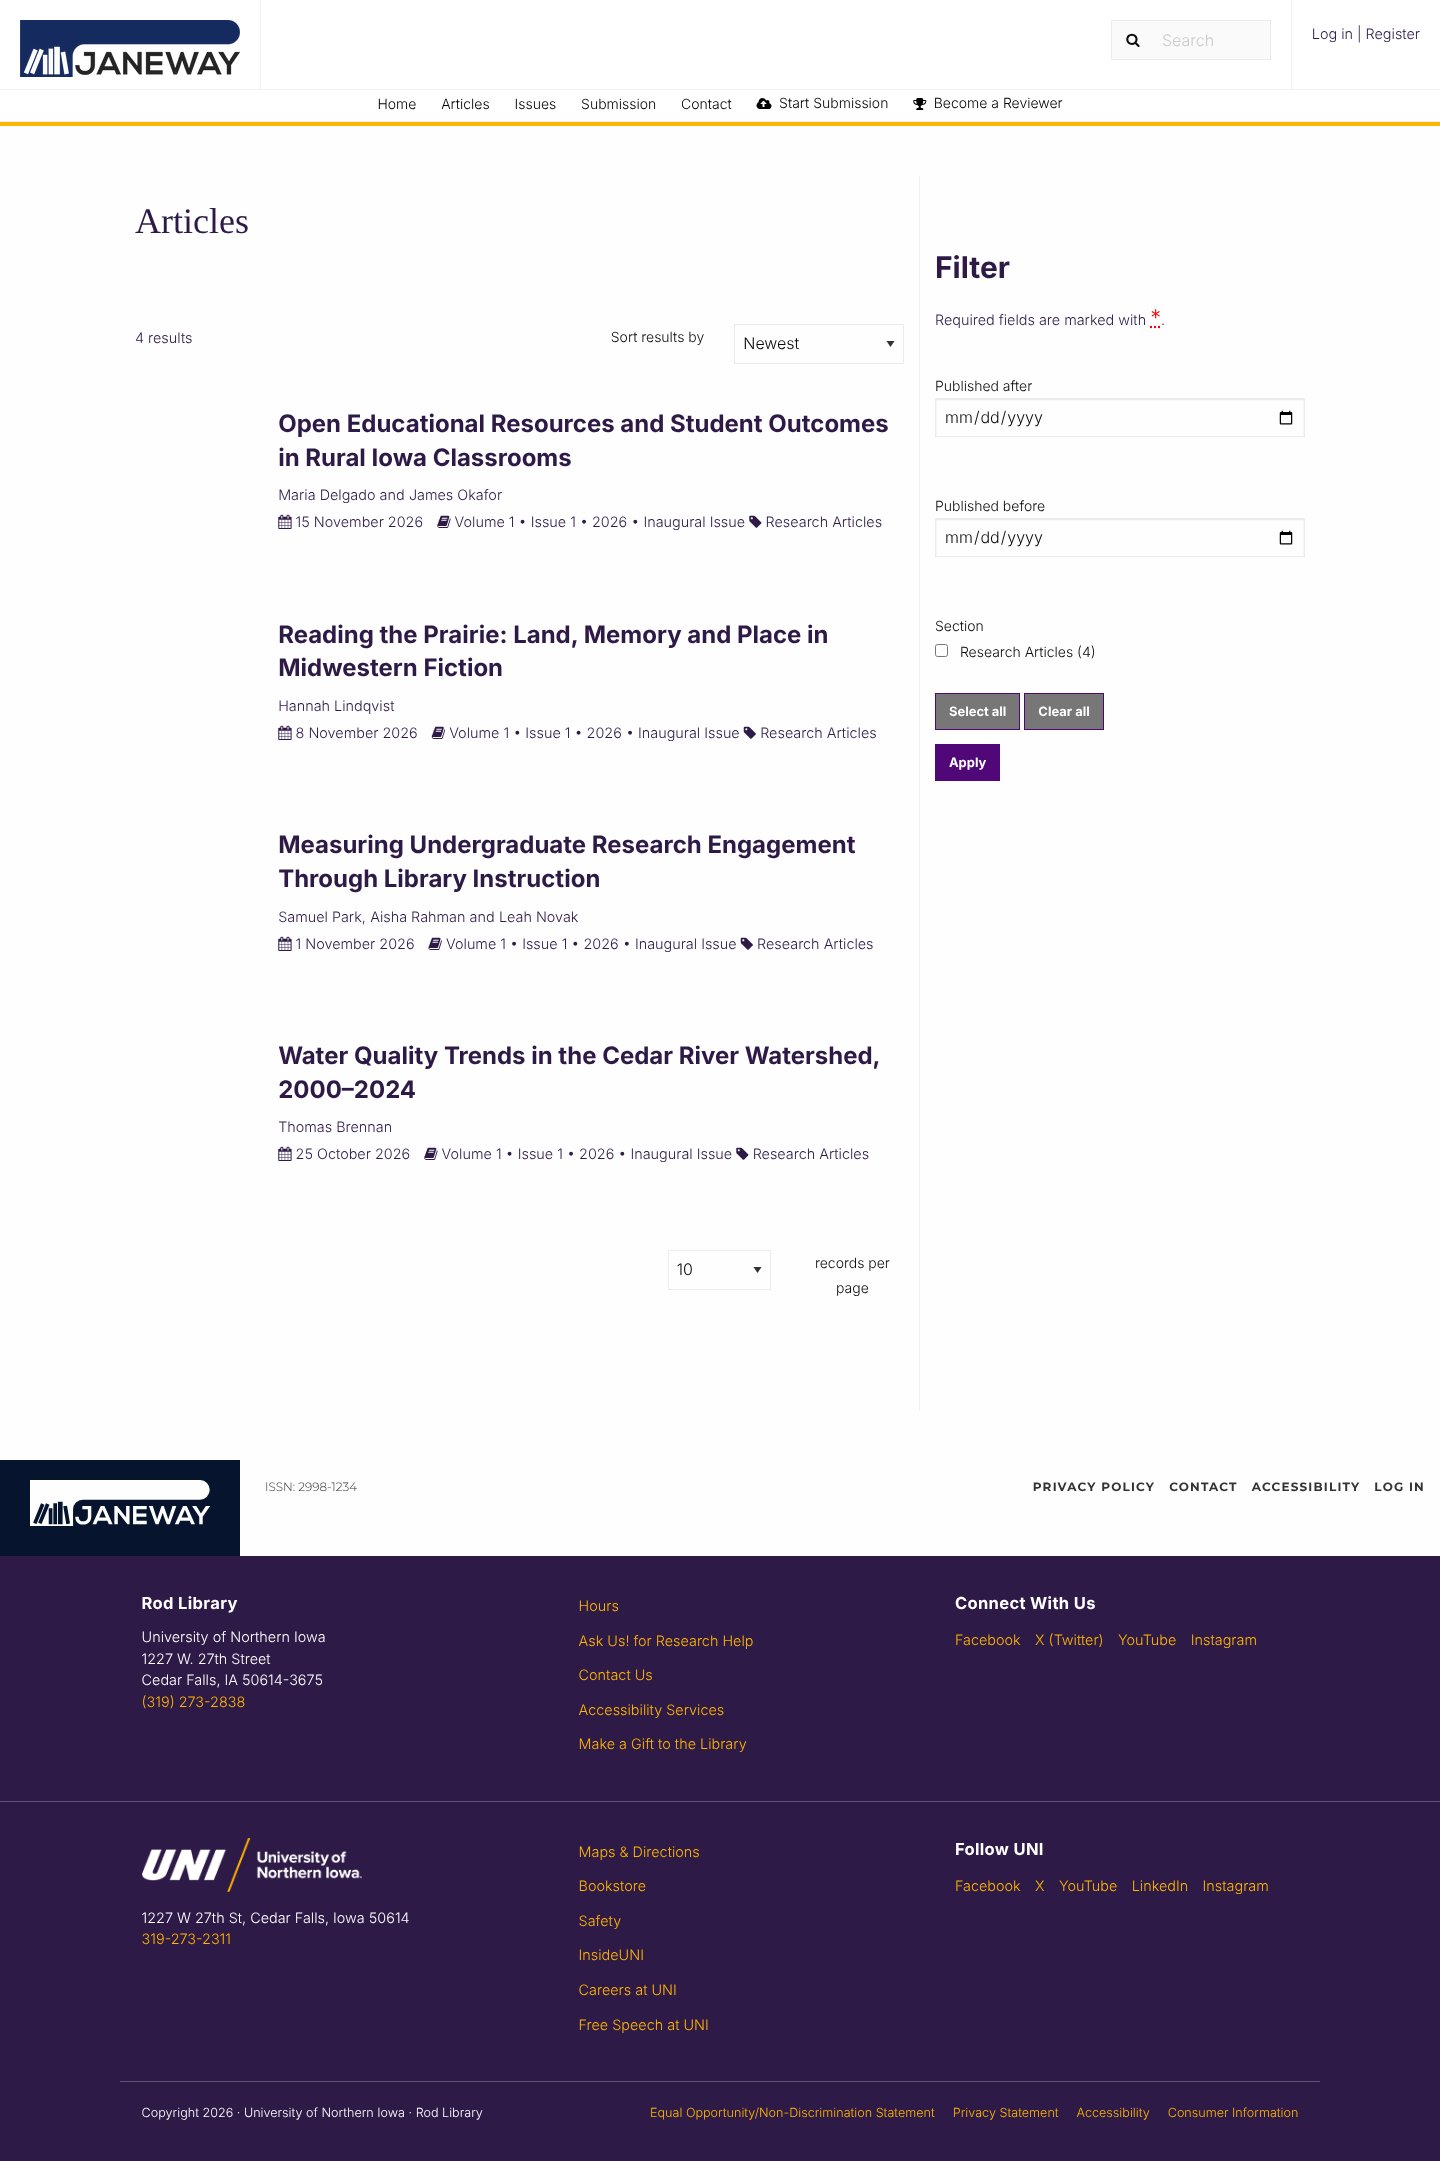 JANEWAY
Search
Log in | Register
Home Articles Issues Submission Contact Start Submission Become a Reviewer
Articles
4 results
Sort results by
Newest
Open Educational Resources and Student Outcomes
in Rural Iowa Classrooms
Maria Delgado and James Okafor
15 November 2026 Volume 1 • Issue 1 • 2026 • Inaugural Issue Research Articles
Reading the Prairie: Land, Memory and Place in
Midwestern Fiction
Hannah Lindqvist
8 November 2026 Volume 1 • Issue 1 • 2026 • Inaugural Issue Research Articles
Measuring Undergraduate Research Engagement
Through Library Instruction
Samuel Park, Aisha Rahman and Leah Novak
1 November 2026 Volume 1 • Issue 1 • 2026 • Inaugural Issue Research Articles
Water Quality Trends in the Cedar River Watershed,
2000–2024
Thomas Brennan
25 October 2026 Volume 1 • Issue 1 • 2026 • Inaugural Issue Research Articles
10
records per
page
Filter
Required fields are marked with *.
Published after
mm/dd/yyyy
Published before
mm/dd/yyyy
Section
Research Articles (4)
Select all Clear all
Apply
JANEWAY
ISSN: 2998-1234
PRIVACY POLICY CONTACT ACCESSIBILITY LOG IN
Rod Library
University of Northern Iowa
1227 W. 27th Street
Cedar Falls, IA 50614-3675
(319) 273-2838
Hours
Ask Us! for Research Help
Contact Us
Accessibility Services
Make a Gift to the Library
Connect With Us
Facebook X (Twitter) YouTube Instagram
UNI University of
Northern Iowa.
1227 W 27th St, Cedar Falls, Iowa 50614
319-273-2311
Maps & Directions
Bookstore
Safety
InsideUNI
Careers at UNI
Free Speech at UNI
Follow UNI
Facebook X YouTube LinkedIn Instagram
Copyright 2026 · University of Northern Iowa · Rod Library
Equal Opportunity/Non-Discrimination Statement Privacy Statement Accessibility Consumer Information